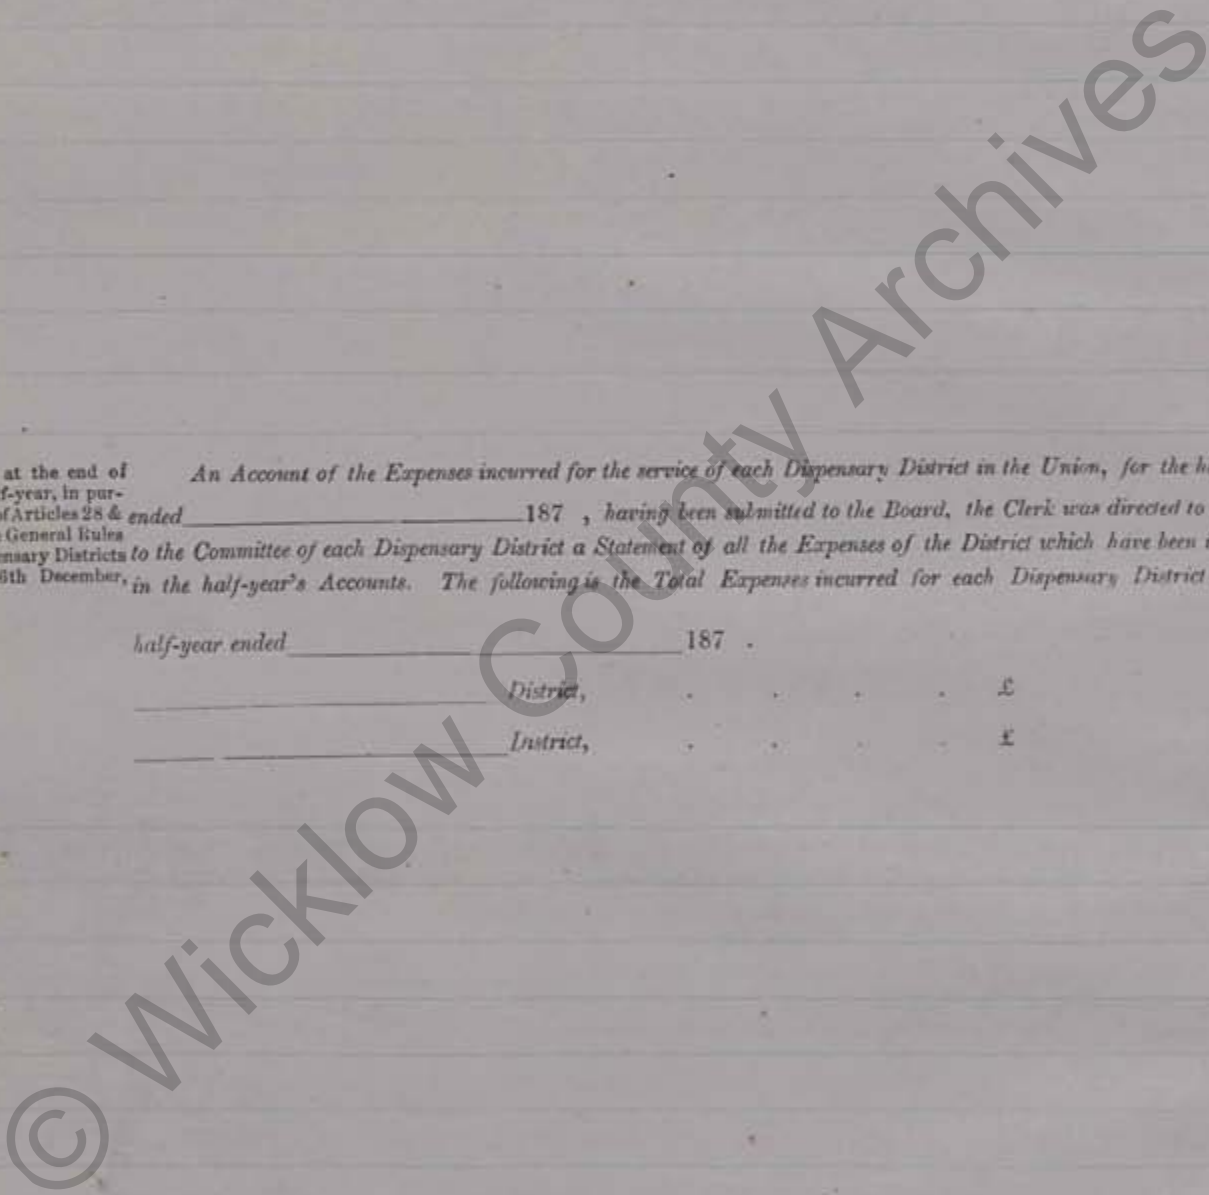 at the end of
f-year, in pur-
of Articles 28 &
General Rules
ensary Districts
6th December,
An Account of the Expenses incurred for the service of each Dispensary District in the Union, for the h
ended 187 , having been submitted to the Board, the Clerk was directed to
to the Committee of each Dispensary District a Statement of all the Expenses of the District which have been
in the half-year's Accounts. The following is the Total Expenses incurred for each Dispensary District
half-year ended 187 .
District, . . . . £
District, . . . . £
© Wicklow County Archives